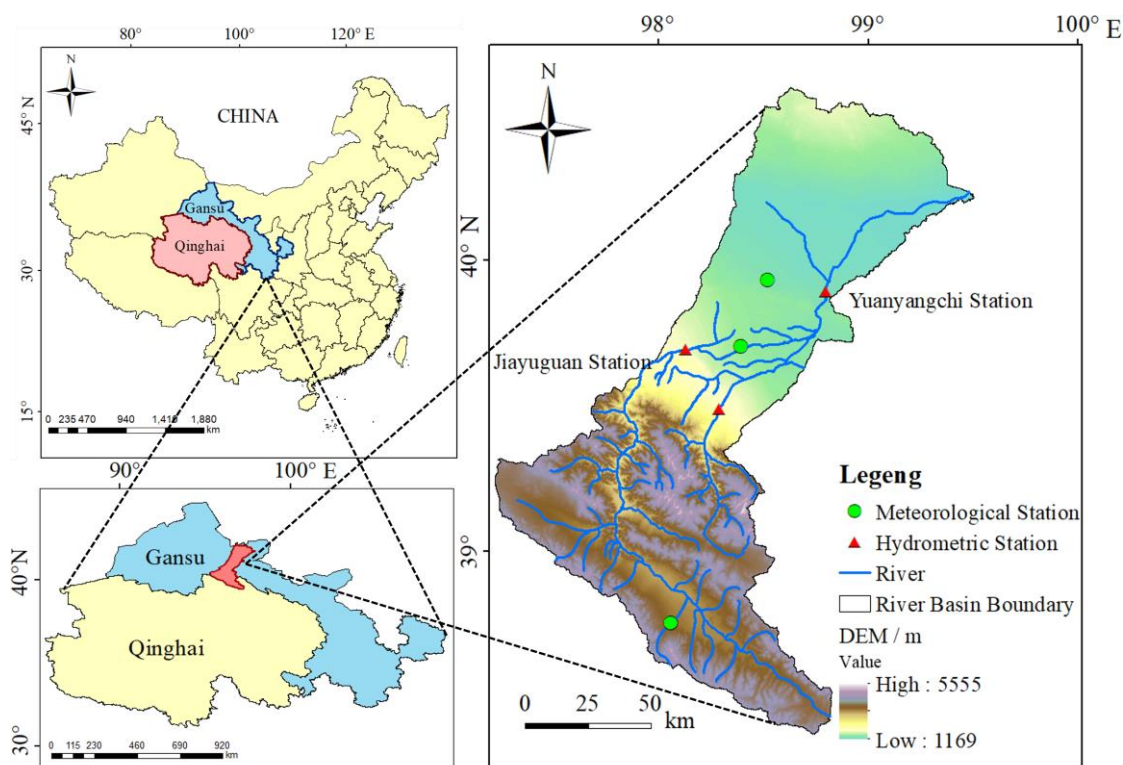 80°
100°
120°
N
45° N
CHINA
Gansu
Qinghai
30°
15°
0 235 470 940 1,410 1,880
km
90°
100° E
40°N
Gansu
Qinghai
30°
0 115 230 460 690 920
km
98°
99°
100° E
N
40° N
Yuanyangchi Station
Jiayuguan Station
39°
Legeng
Meteorological Station
Hydrometric Station
River
River Basin Boundary
DEM / m
Value
High : 5555
Low : 1169
0 25 50
km